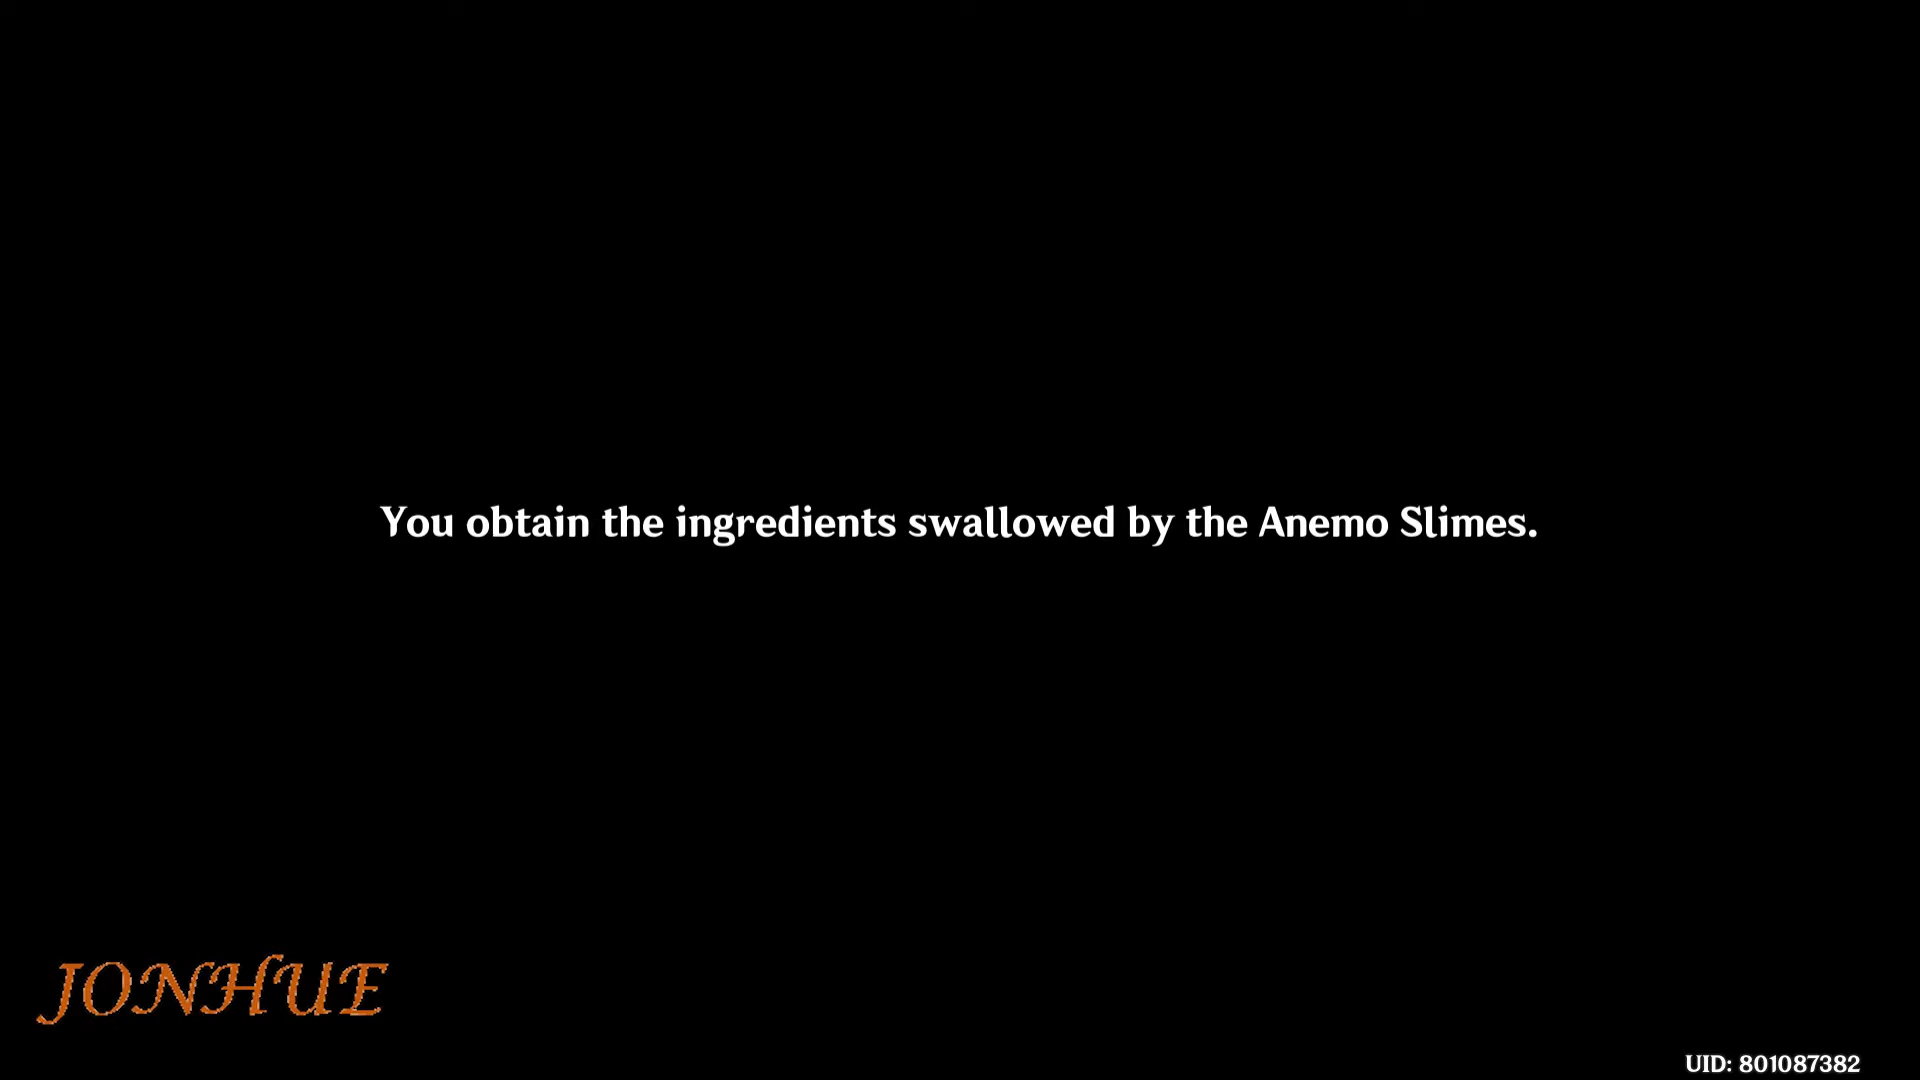 You obtain the ingredients swallowed by the Anemo Slimes.
JONHUE
UID: 801087382